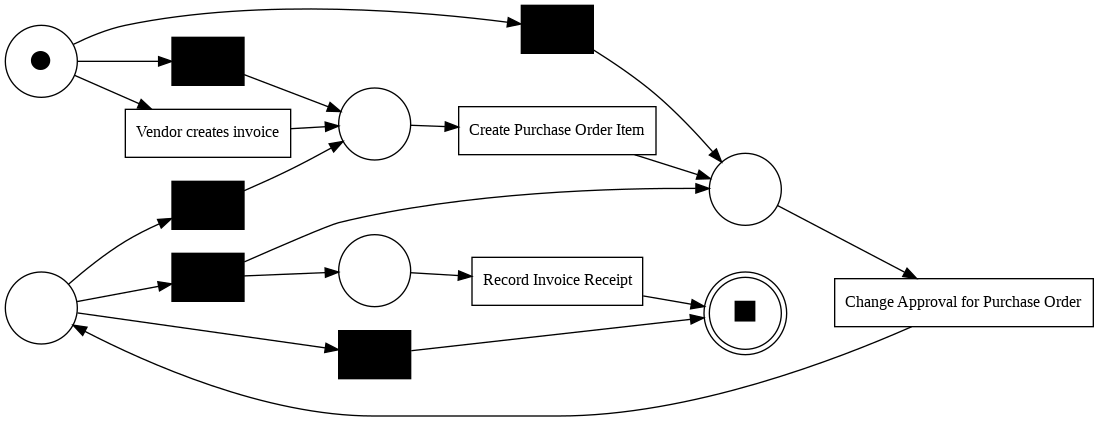 Vendor creates invoice
Create Purchase Order Item
Record Invoice Receipt
Change Approval for Purchase Order